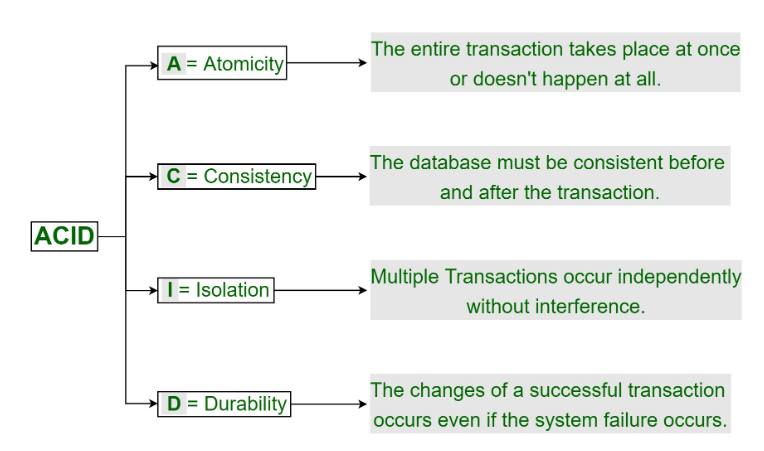 ACID
A = Atomicity
The entire transaction takes place at once
or doesn't happen at all.
C = Consistency
The database must be consistent before
and after the transaction.
I = Isolation
Multiple Transactions occur independently
without interference.
D = Durability
The changes of a successful transaction
occurs even if the system failure occurs.